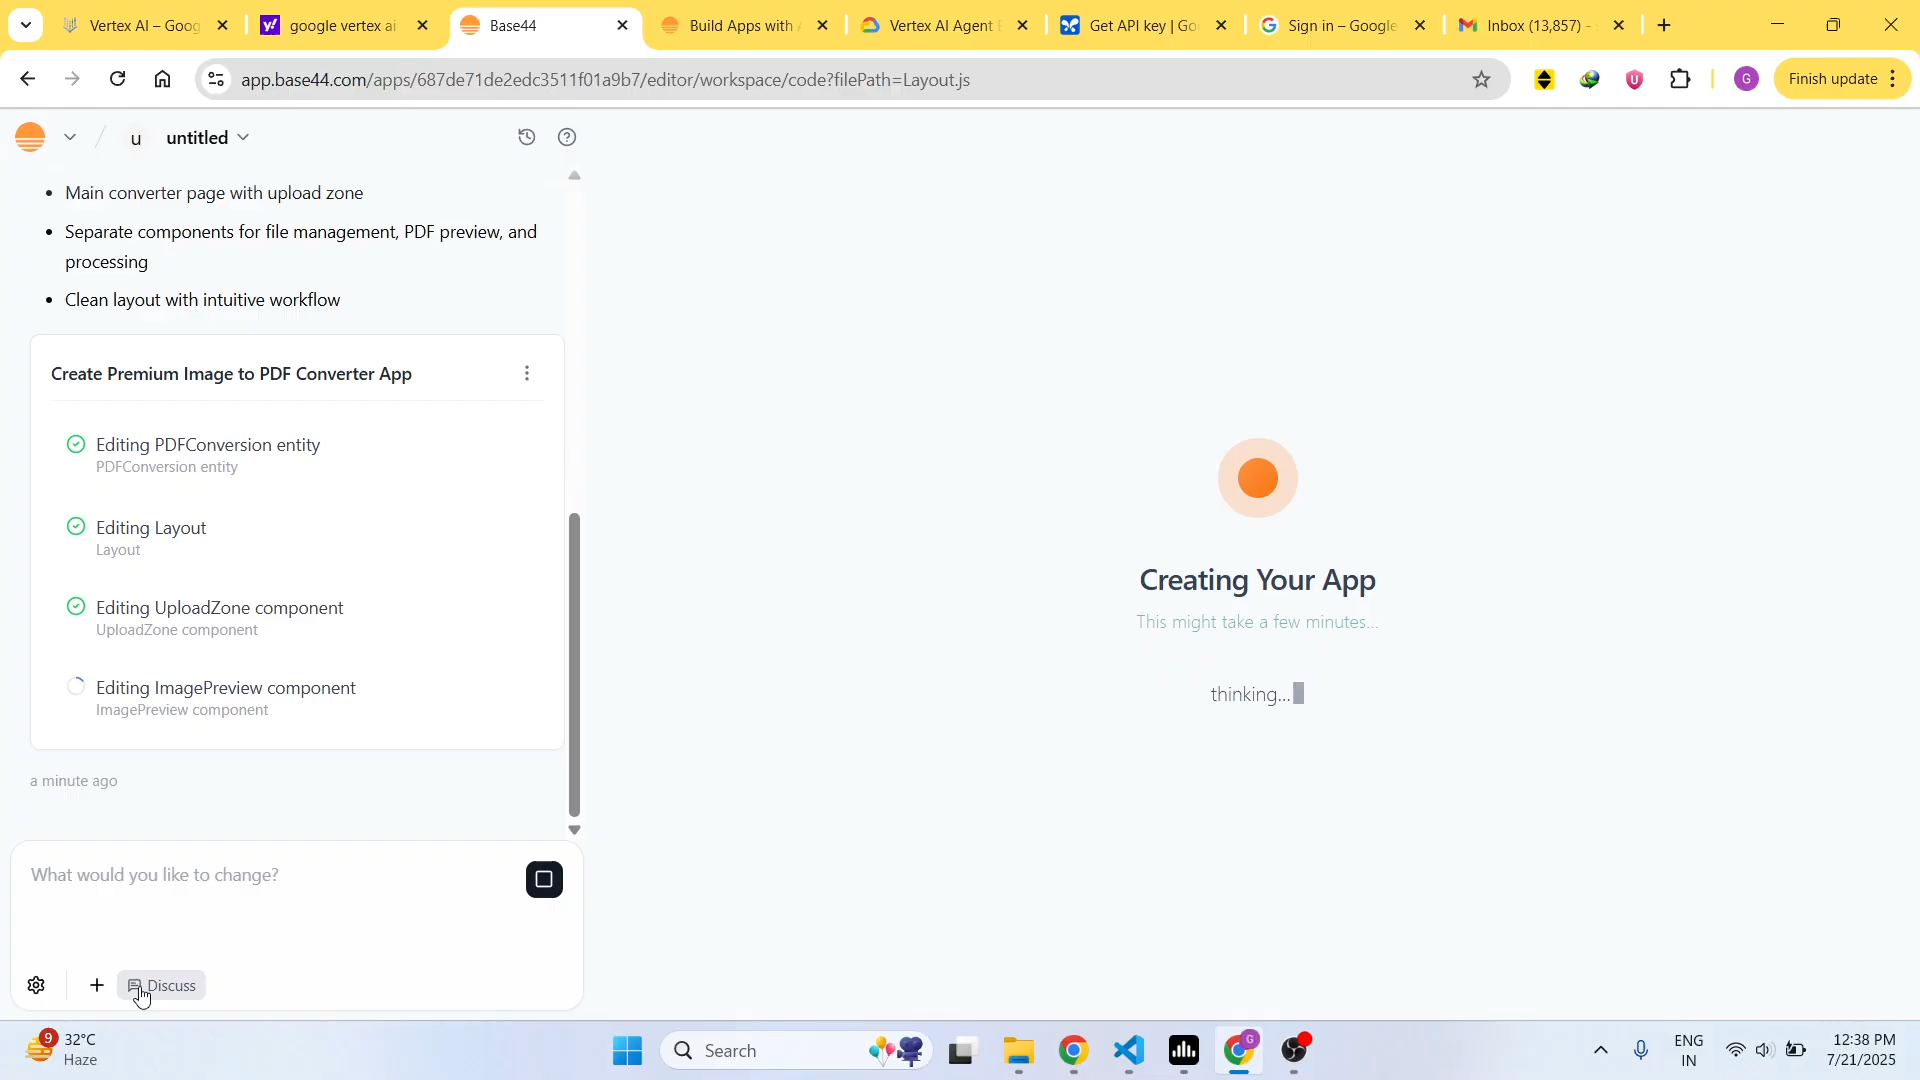 Vertex AI – Goog
google vertex ai
Base44
Build Apps with
Vertex AI Agent
Get API key | Go
Sign in – Google
Inbox (13,857) -
app.base44.com/apps/687de71de2edc3511f01a9b7/editor/workspace/code?filePath=Layout.js
G
Finish update
u
untitled
• Main converter page with upload zone
• Separate components for file management, PDF preview, and
processing
• Clean layout with intuitive workflow
Create Premium Image to PDF Converter App
Editing PDFConversion entity
PDFConversion entity
Editing Layout
Layout
Editing UploadZone component
UploadZone component
Editing ImagePreview component
ImagePreview component
a minute ago
What would you like to change?
Discuss
Creating Your App
This might take a few minutes...
thinking...
9
32°C
Haze
Search
G
ENG
IN
12:38 PM
7/21/2025